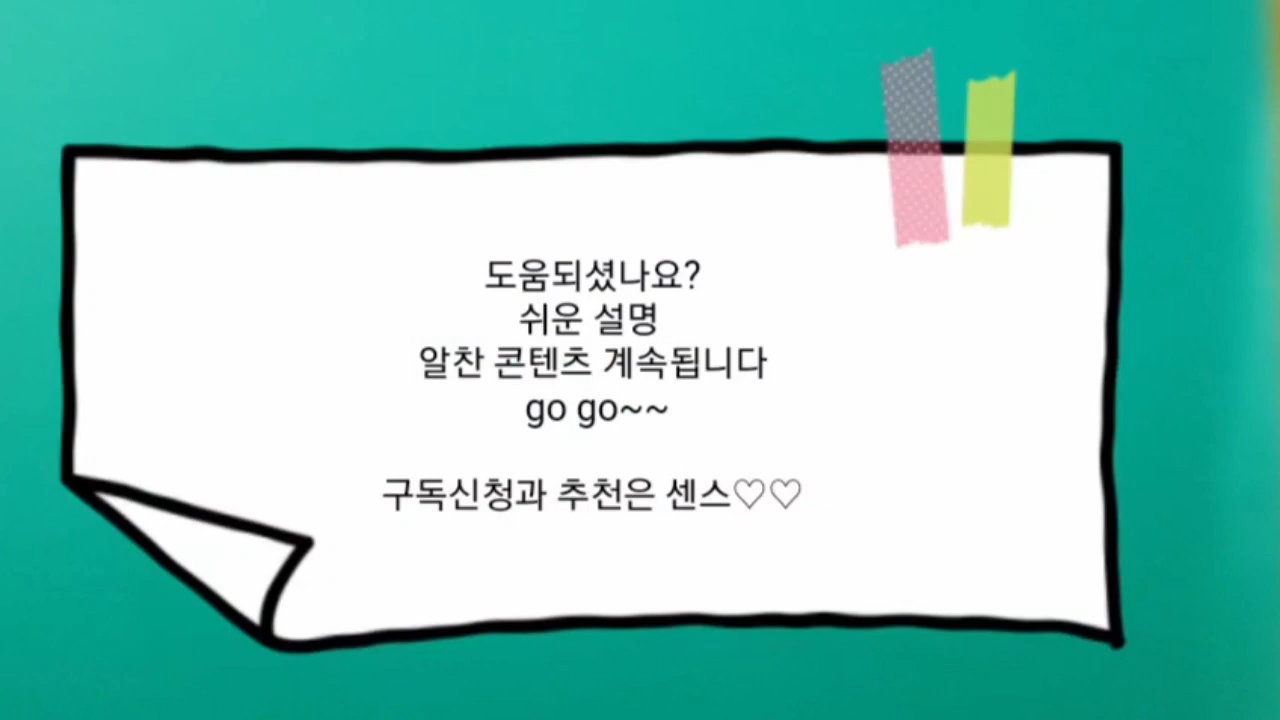 도움되셨나요?
쉬운 설명
알찬 콘텐츠 계속됩니다
go go~~
구독신청과 추천은 센스♡♡